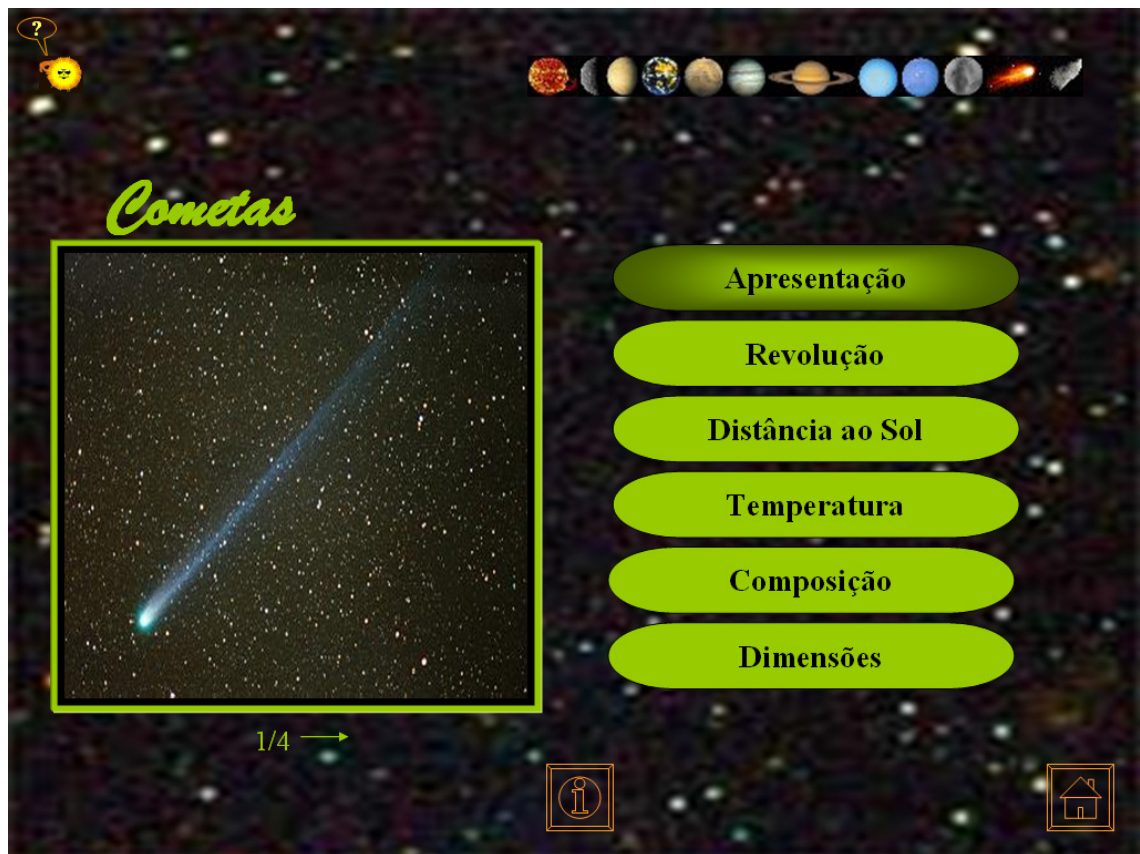 ?
Cometas
Apresentação
Revolução
Distância ao Sol
Temperatura
Composição
Dimensões
1/4
i